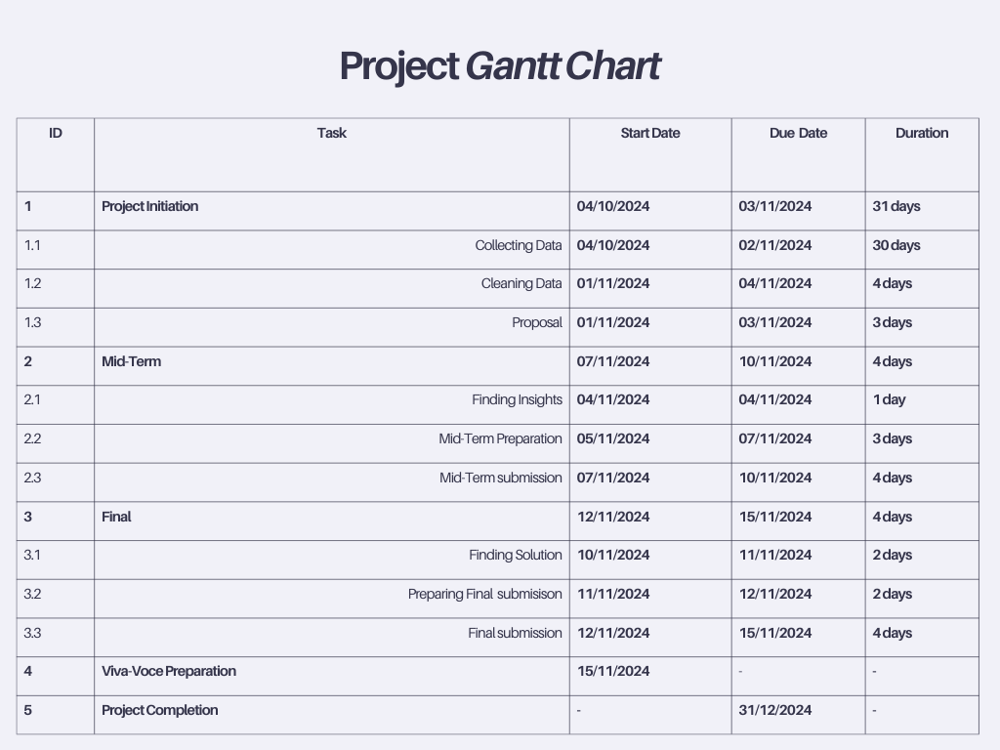 Project Gantt Chart
ID Task Start Date Due Date Duration
1 Project Initiation 04/10/2024 03/11/2024 31 days
1.1 Collecting Data 04/10/2024 02/11/2024 30 days
1.2 Cleaning Data 01/11/2024 04/11/2024 4 days
1.3 Proposal 01/11/2024 03/11/2024 3 days
2 Mid-Term 07/11/2024 10/11/2024 4 days
2.1 Finding Insights 04/11/2024 04/11/2024 1 day
2.2 Mid-Term Preparation 05/11/2024 07/11/2024 3 days
2.3 Mid-Term submission 07/11/2024 10/11/2024 4 days
3 Final 12/11/2024 15/11/2024 4 days
3.1 Finding Solution 10/11/2024 11/11/2024 2 days
3.2 Preparing Final submisison 11/11/2024 12/11/2024 2 days
3.3 Final submission 12/11/2024 15/11/2024 4 days
4 Viva-Voce Preparation 15/11/2024 - -
5 Project Completion - 31/12/2024 -